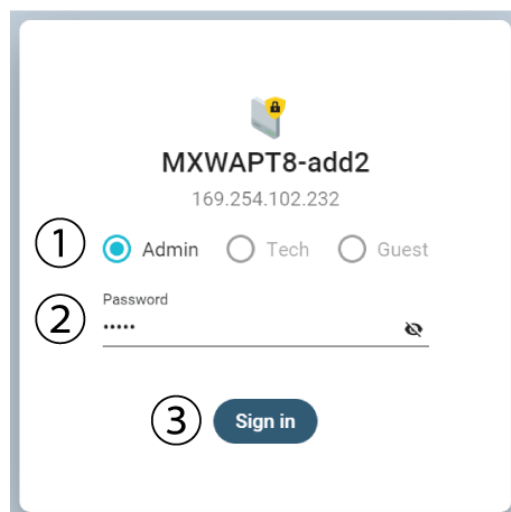 MXWAPT8-add2
169.254.102.232
1 Admin Tech Guest
Password
2 •••••
3 Sign in